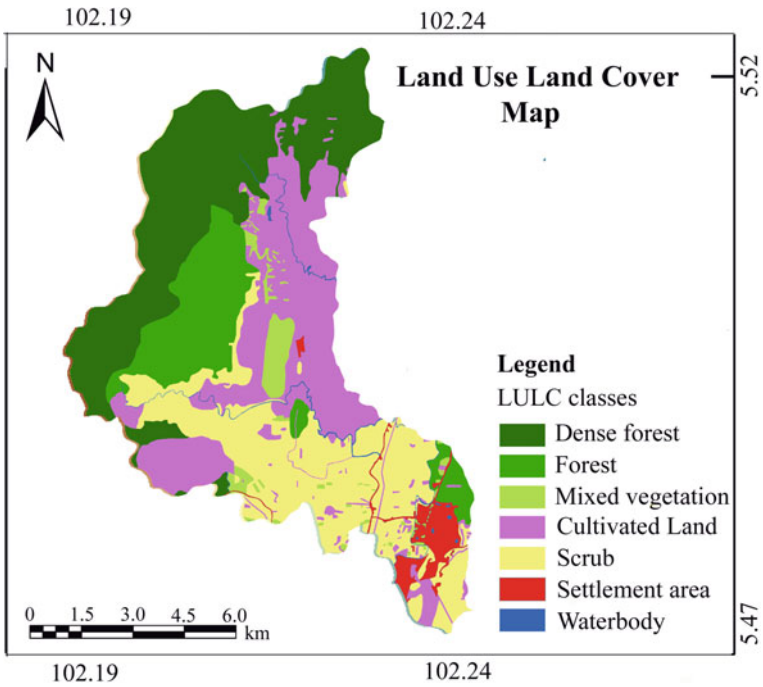 102.19 102.24
N
Land Use Land Cover
Map
5.52
Legend
LULC classes
Dense forest
Forest
Mixed vegetation
Cultivated Land
Scrub
Settlement area
Waterbody
0 1.5 3.0 4.5 6.0
km
5.47
102.19 102.24